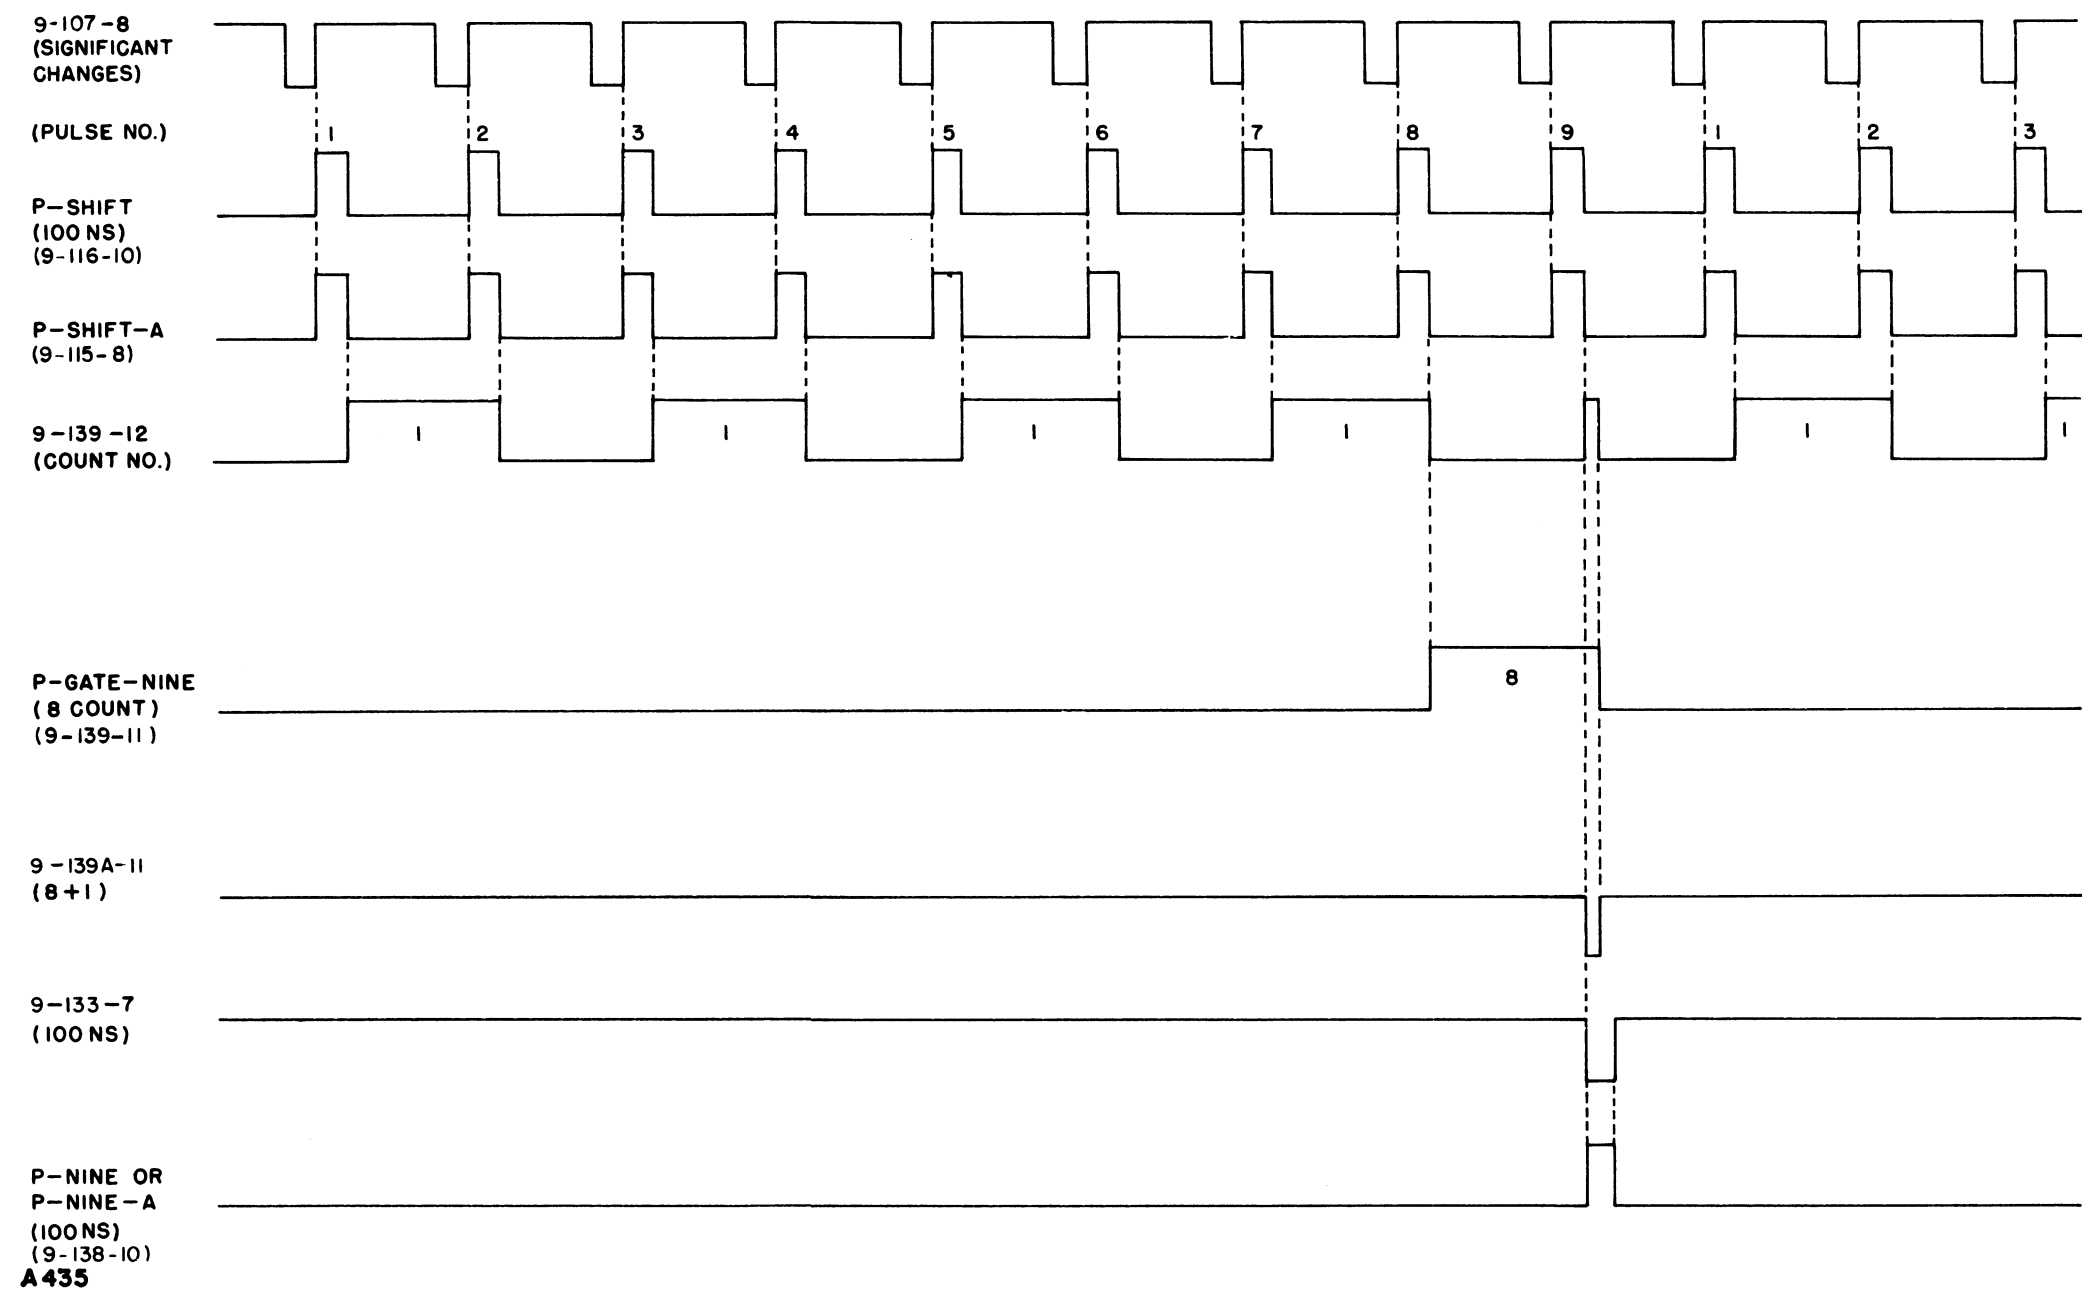 9-107-8
(SIGNIFICANT
CHANGES)
(PULSE NO.) 1 2 3 4 5 6 7 8 9 1 2 3
P-SHIFT
(100 NS)
(9-116-10)
P-SHIFT-A
(9-115-8)
9-139-12
(COUNT NO.) 1 1 1 1 1 1
P-GATE-NINE
(8 COUNT)
(9-139-11)
8
9-139A-11
(8+1)
9-133-7
(100 NS)
P-NINE OR
P-NINE-A
(100 NS)
(9-138-10)
A435